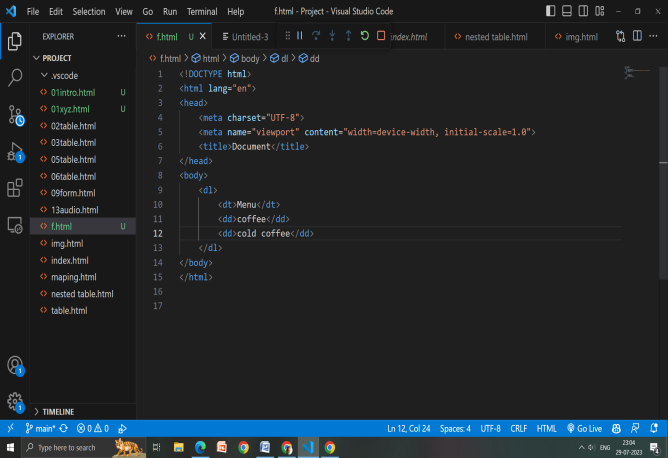 File Edit Selection View Go Run Terminal Help
f.html - Project - Visual Studio Code
EXPLORER
f.html U
Untitled-3
index.html
nested table.html
img.html
PROJECT
.vscode
01intro.html U
01xyz.html U
02table.html
03table.html
05table.html
06table.html
09form.html
13audio.html
f.html U
img.html
index.html
maping.html
nested table.html
table.html
TIMELINE
f.html > html > body > dl > dd
1 <!DOCTYPE html>
2 <html lang="en">
3 <head>
4 <meta charset="UTF-8">
5 <meta name="viewport" content="width=device-width, initial-scale=1.0">
6 <title>Document</title>
7 </head>
8 <body>
9 <dl>
10 <dt>Menu</dt>
11 <dd>coffee</dd>
12 <dd>cold coffee</dd>
13 </dl>
14 </body>
15 </html>
16
17
1
1
1
main* 0 0
Ln 12, Col 24 Spaces: 4 UTF-8 CRLF HTML Go Live
Type here to search
ENG
23:04
29-07-2023
4